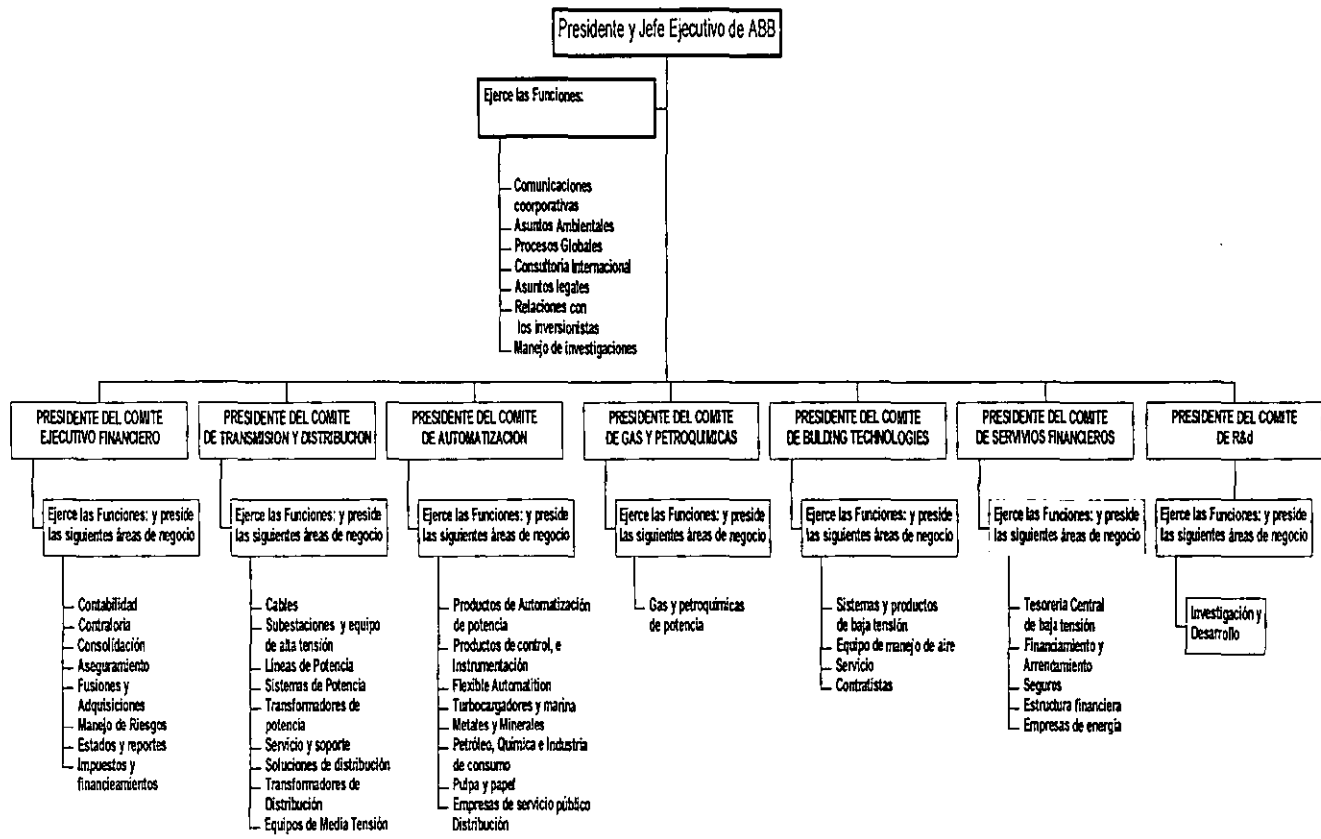 Presidente y Jefe Ejecutivo de ABB
Ejerce las Funciones:
Comunicaciones
coorporativas
Asuntos Ambientales
Procesos Globales
Consultoría Internacional
Asuntos legales
Relaciones con
los inversionistas
Manejo de investigaciones
PRESIDENTE DEL COMITE
EJECUTIVO FINANCIERO
Ejerce las Funciones: y preside
las siguientes áreas de negocio
Contabilidad
Contraloría
Consolidación
Aseguramiento
Fusiones y
Adquisiciones
Manejo de Riesgos
Estados y reportes
Impuestos y
financieamientos
PRESIDENTE DEL COMITE
DE TRANSMISION Y DISTRIBUCION
Ejerce las Funciones: y preside
las siguientes áreas de negocio
Cables
Subestaciones y equipo
de alta tensión
Líneas de Potencia
Sistemas de Potencia
Transformadores de
potencia
Servicio y soporte
Soluciones de distribución
Transformadores de
Distribución
Equipos de Media Tensión
PRESIDENTE DEL COMITE
DE AUTOMATIZACION
Ejerce las Funciones: y preside
las siguientes áreas de negocio
Productos de Automatización
de potencia
Productos de control, e
Instrumentación
Flexible Automatition
Turbocargadores y marina
Metales y Minerales
Petróleo, Química e Industria
de consumo
Pulpa y papel
Empresas de servicio público
Distribución
PRESIDENTE DEL COMITE
DE GAS Y PETROQUIMICAS
Ejerce las Funciones: y preside
las siguientes áreas de negocio
Gas y petroquímicas
de potencia
PRESIDENTE DEL COMITE
DE BUILDING TECHNOLOGIES
Ejerce las Funciones: y preside
las siguientes áreas de negocio
Sistemas y productos
de baja tensión
Equipo de manejo de aire
Servicio
Contratistas
PRESIDENTE DEL COMITE
DE SERVIVIOS FINANCIEROS
Ejerce las Funciones: y preside
las siguientes áreas de negocio
Tesorería Central
de baja tensión
Financiamiento y
Arrendamiento
Seguros
Estructura financiera
Empresas de energía
PRESIDENTE DEL COMITE
DE R&d
Ejerce las Funciones: y preside
las siguientes áreas de negocio
Investigación y
Desarrollo